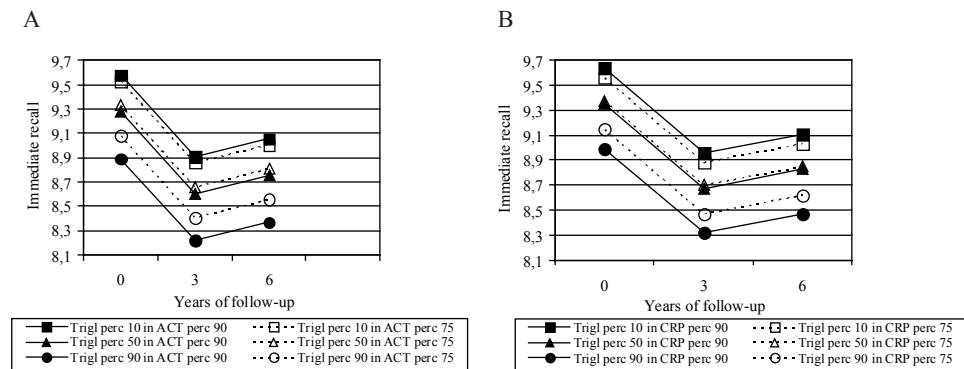 A
B
9,7
9,5
9,3
9,1
8,9
8,7
8,5
8,3
8,1
Immediate recall
0 3 6
Years of follow-up
Trigl perc 10 in ACT perc 90 Trigl perc 10 in ACT perc 75
Trigl perc 50 in ACT perc 90 Trigl perc 50 in ACT perc 75
Trigl perc 90 in ACT perc 90 Trigl perc 90 in ACT perc 75
9,7
9,5
9,3
9,1
8,9
8,7
8,5
8,3
8,1
Immediate recall
0 3 6
Years of follow-up
Trigl perc 10 in CRP perc 90 Trigl perc 10 in CRP perc 75
Trigl perc 50 in CRP perc 90 Trigl perc 50 in CRP perc 75
Trigl perc 90 in CRP perc 90 Trigl perc 90 in CRP perc 75